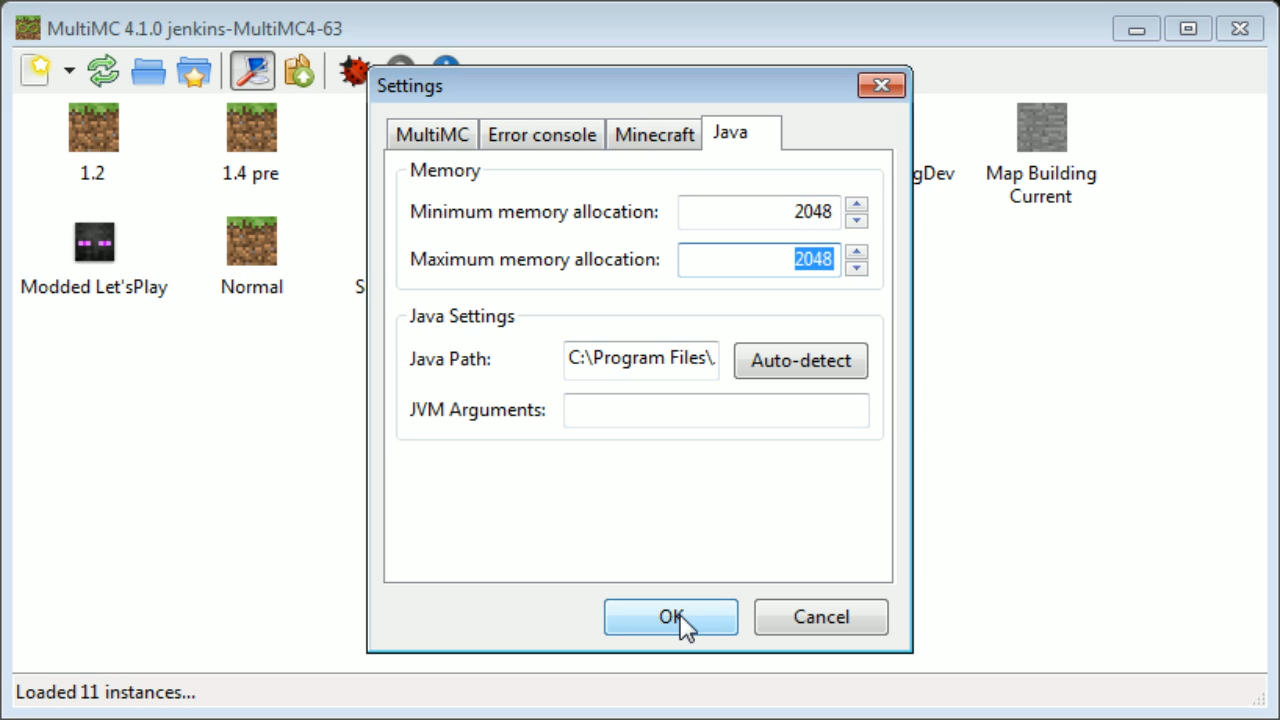 MultiMC 4.1.0 jenkins-MultiMC4-63
Settings
MultiMC
Error console
Minecraft
Java
Memory
Minimum memory allocation: 2048
Maximum memory allocation: 2048
Java Settings
Java Path: C:\Program Files\.
Auto-detect
JVM Arguments:
OK
Cancel
1.2
1.4 pre
gDev
Map Building
Current
Modded Let'sPlay
Normal
S
Loaded 11 instances...